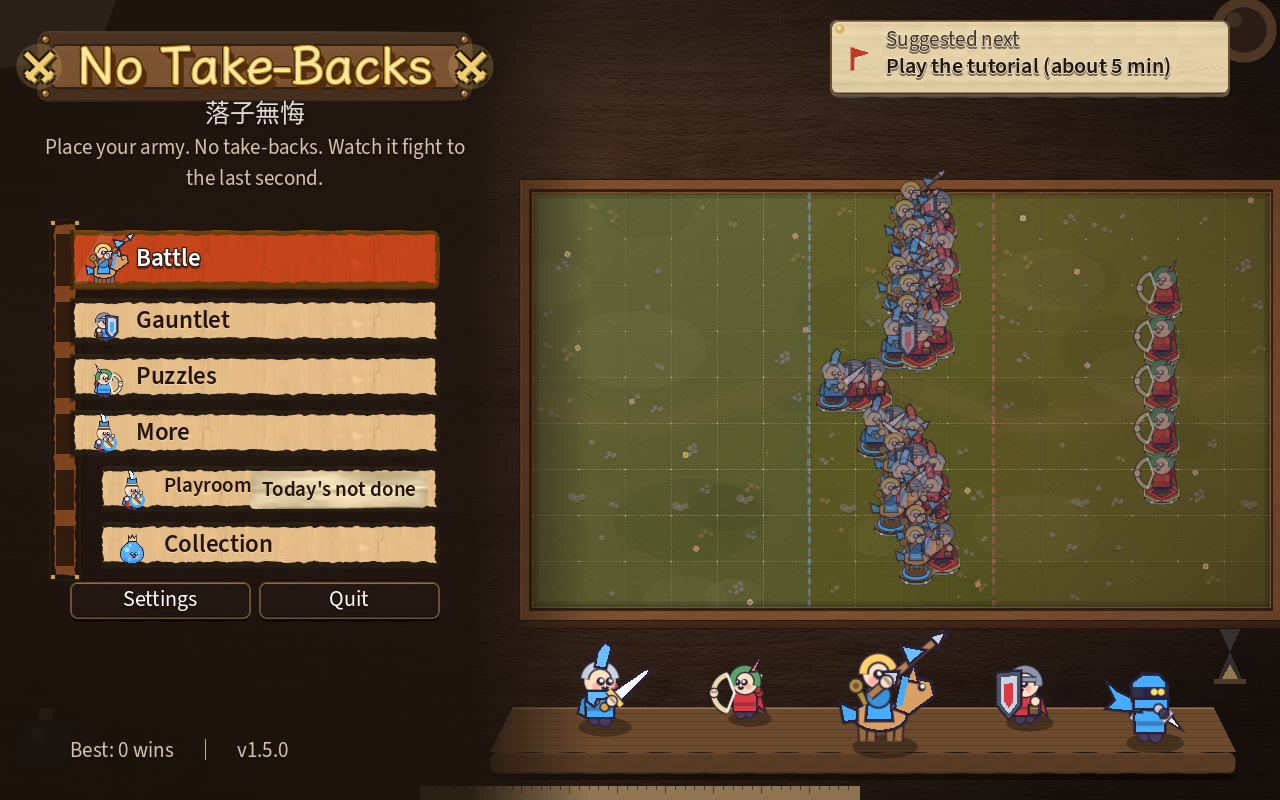 No Take-Backs
落子無悔
Place your army. No take-backs. Watch it fight to
the last second.
Suggested next
Play the tutorial (about 5 min)
Battle
Gauntlet
Puzzles
More
Playroom
Today's not done
Collection
Settings
Quit
Best: 0 wins
v1.5.0